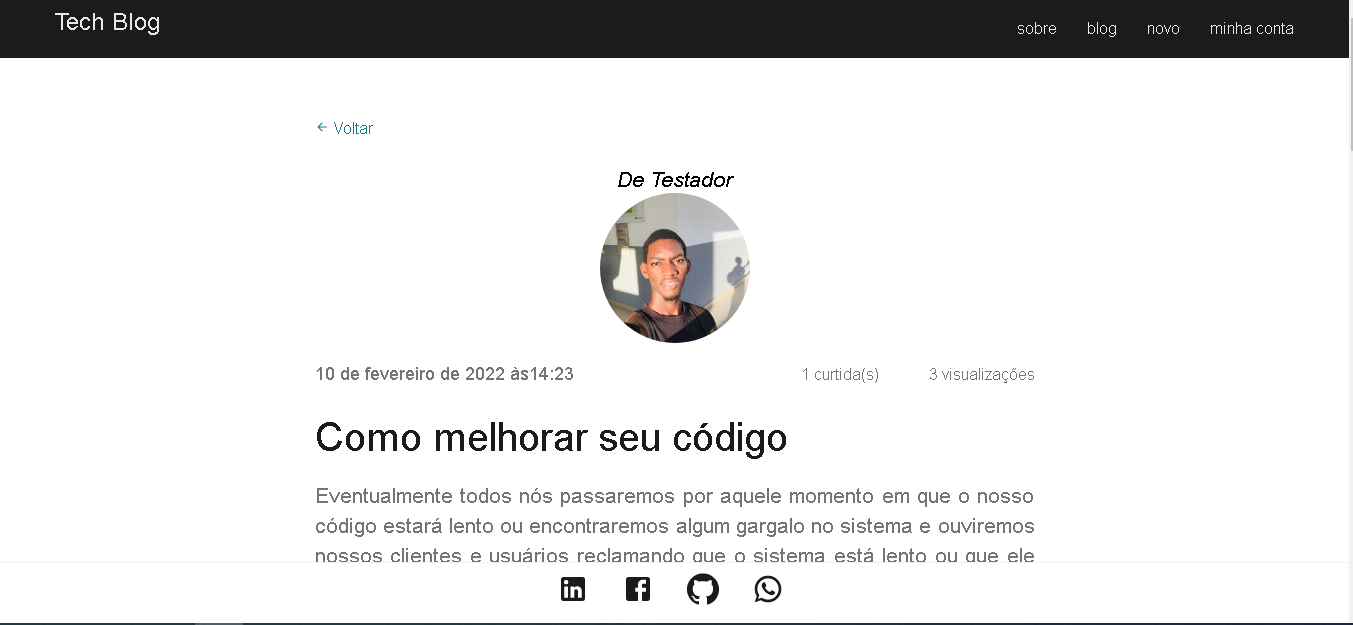 Tech Blog
sobre blog novo minha conta
← Voltar
De Testador
10 de fevereiro de 2022 às14:23
1 curtida(s) 3 visualizações
Como melhorar seu código
Eventualmente todos nós passaremos por aquele momento em que o nosso
código estará lento ou encontraremos algum gargalo no sistema e ouviremos
nossos clientes e usuários reclamando que o sistema está lento ou que ele
in